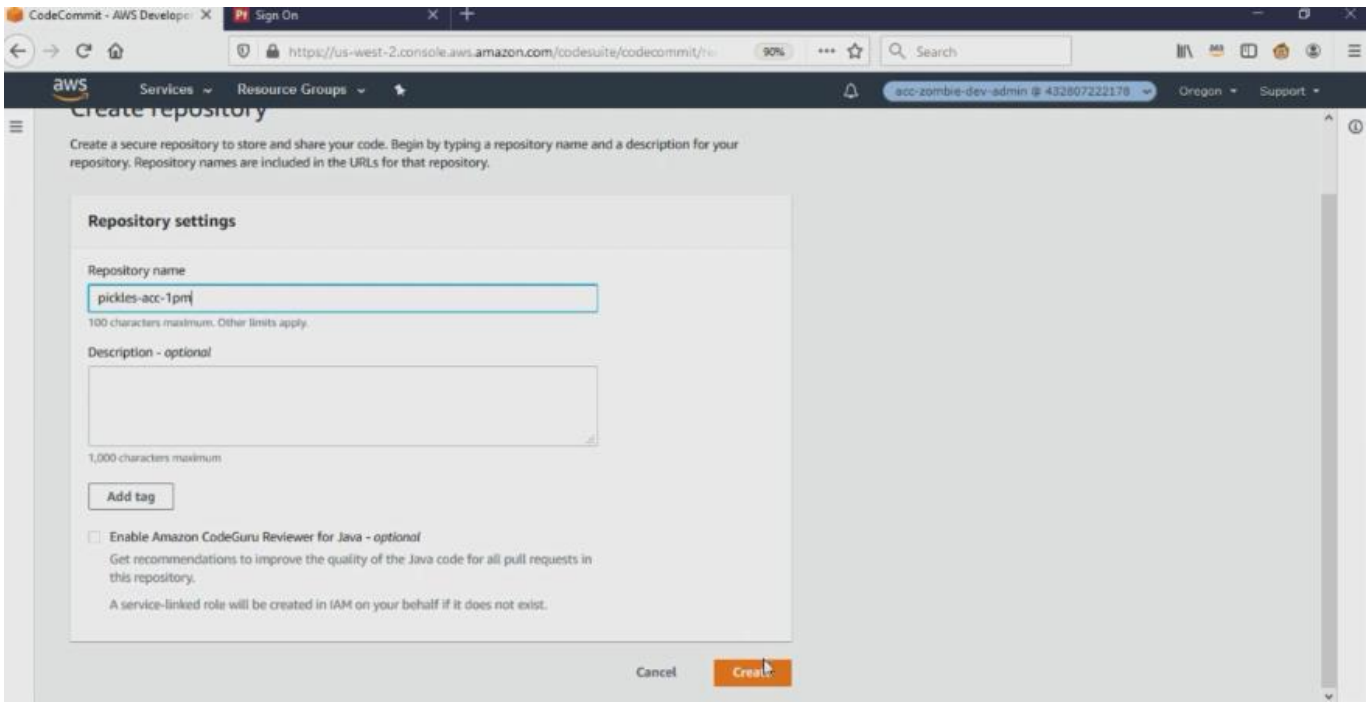 CodeCommit - AWS Develope
Pf Sign On
https://us-west-2.console.aws.amazon.com/codesuite/codecommit/re
90%
Search
aws
Services
Resource Groups
acc-zombie-dev-admin @ 432807222178
Oregon
Support
Create repository
Create a secure repository to store and share your code. Begin by typing a repository name and a description for your
repository. Repository names are included in the URLs for that repository.
Repository settings
Repository name
pickles-acc-1pm
100 characters maximum. Other limits apply.
Description - optional
1,000 characters maximum
Add tag
Enable Amazon CodeGuru Reviewer for Java - optional
Get recommendations to improve the quality of the Java code for all pull requests in
this repository.
A service-linked role will be created in IAM on your behalf if it does not exist.
Cancel
Create